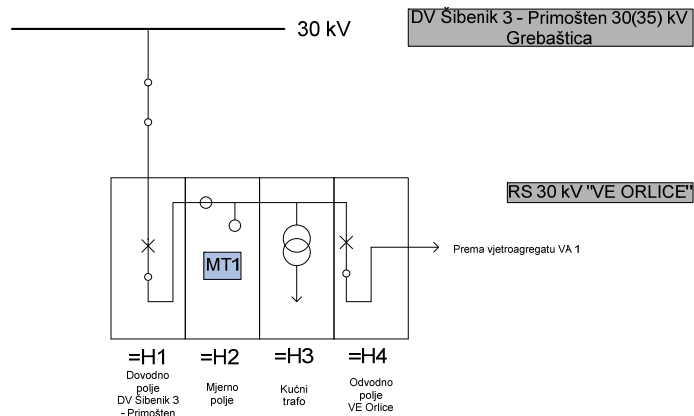 30 kV
DV Šibenik 3 - Primošten 30(35) kV
Grebaštica
RS 30 kV "VE ORLICE"
Prema vjetroagregatu VA 1
MT1
=H1
Dovodno
polje
DV Šibenik 3
- Primošten
=H2
Mjerno
polje
=H3
Kućni
trafo
=H4
Odvodno
polje
VE Orlice